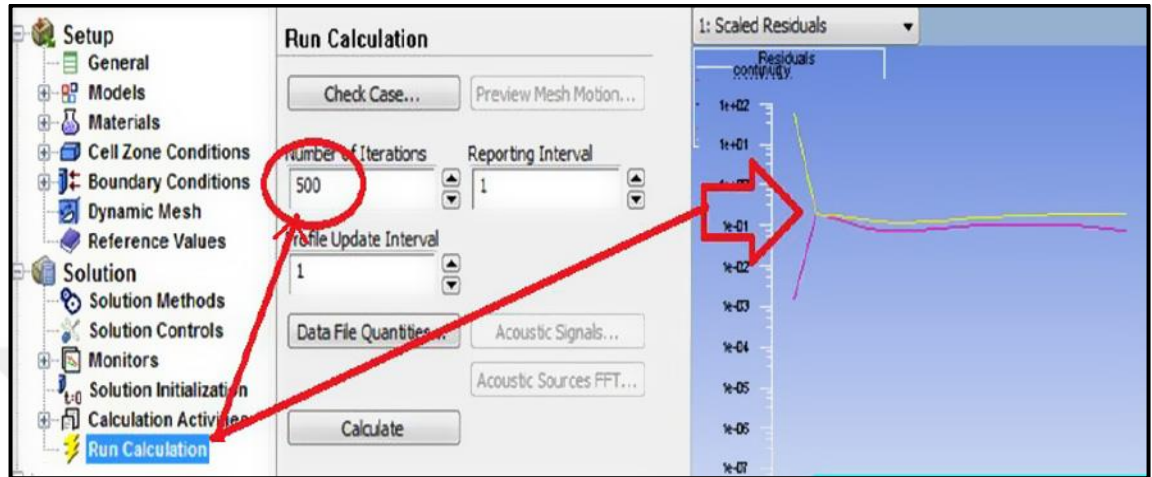 Setup
General
Models
Materials
Cell Zone Conditions
Boundary Conditions
Dynamic Mesh
Reference Values
Solution
Solution Methods
Solution Controls
Monitors
t=0 Solution Initialization
Calculation Activities
Run Calculation
Run Calculation
Check Case... Preview Mesh Motion...
Number of Iterations Reporting Interval
500 1
Profile Update Interval
1
Data File Quantities... Acoustic Signals...
Acoustic Sources FFT...
Calculate
1: Scaled Residuals
Residuals
continuity
1e+02
1e+01
1e+00
1e-01
1e-02
1e-03
1e-04
1e-05
1e-06
1e-07